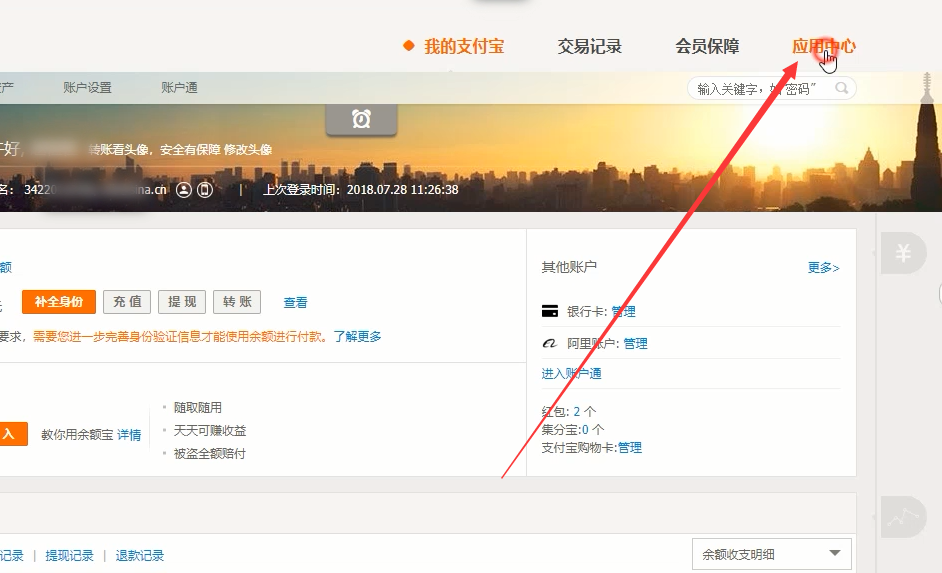 我的支付宝 交易记录 会员保障 应用中心
账户设置 账户通
输入关键字，如“密码”
转账看头像，安全有保障 修改头像
名: 3422 na.cn | 上次登录时间: 2018.07.28 11:26:38
额 其他账户 更多>
补全身份 充值 提现 转账 查看
银行卡: 管理
要求，需要您进一步完善身份验证信息才能使用余额进行付款。了解更多
阿里账户: 管理
进入账户通
随取随用
红包: 2 个
天天可赚收益
集分宝:0 个
入 教你用余额宝 详情
被盗全额赔付
支付宝购物卡:管理
记录 | 提现记录 | 退款记录 余额收支明细